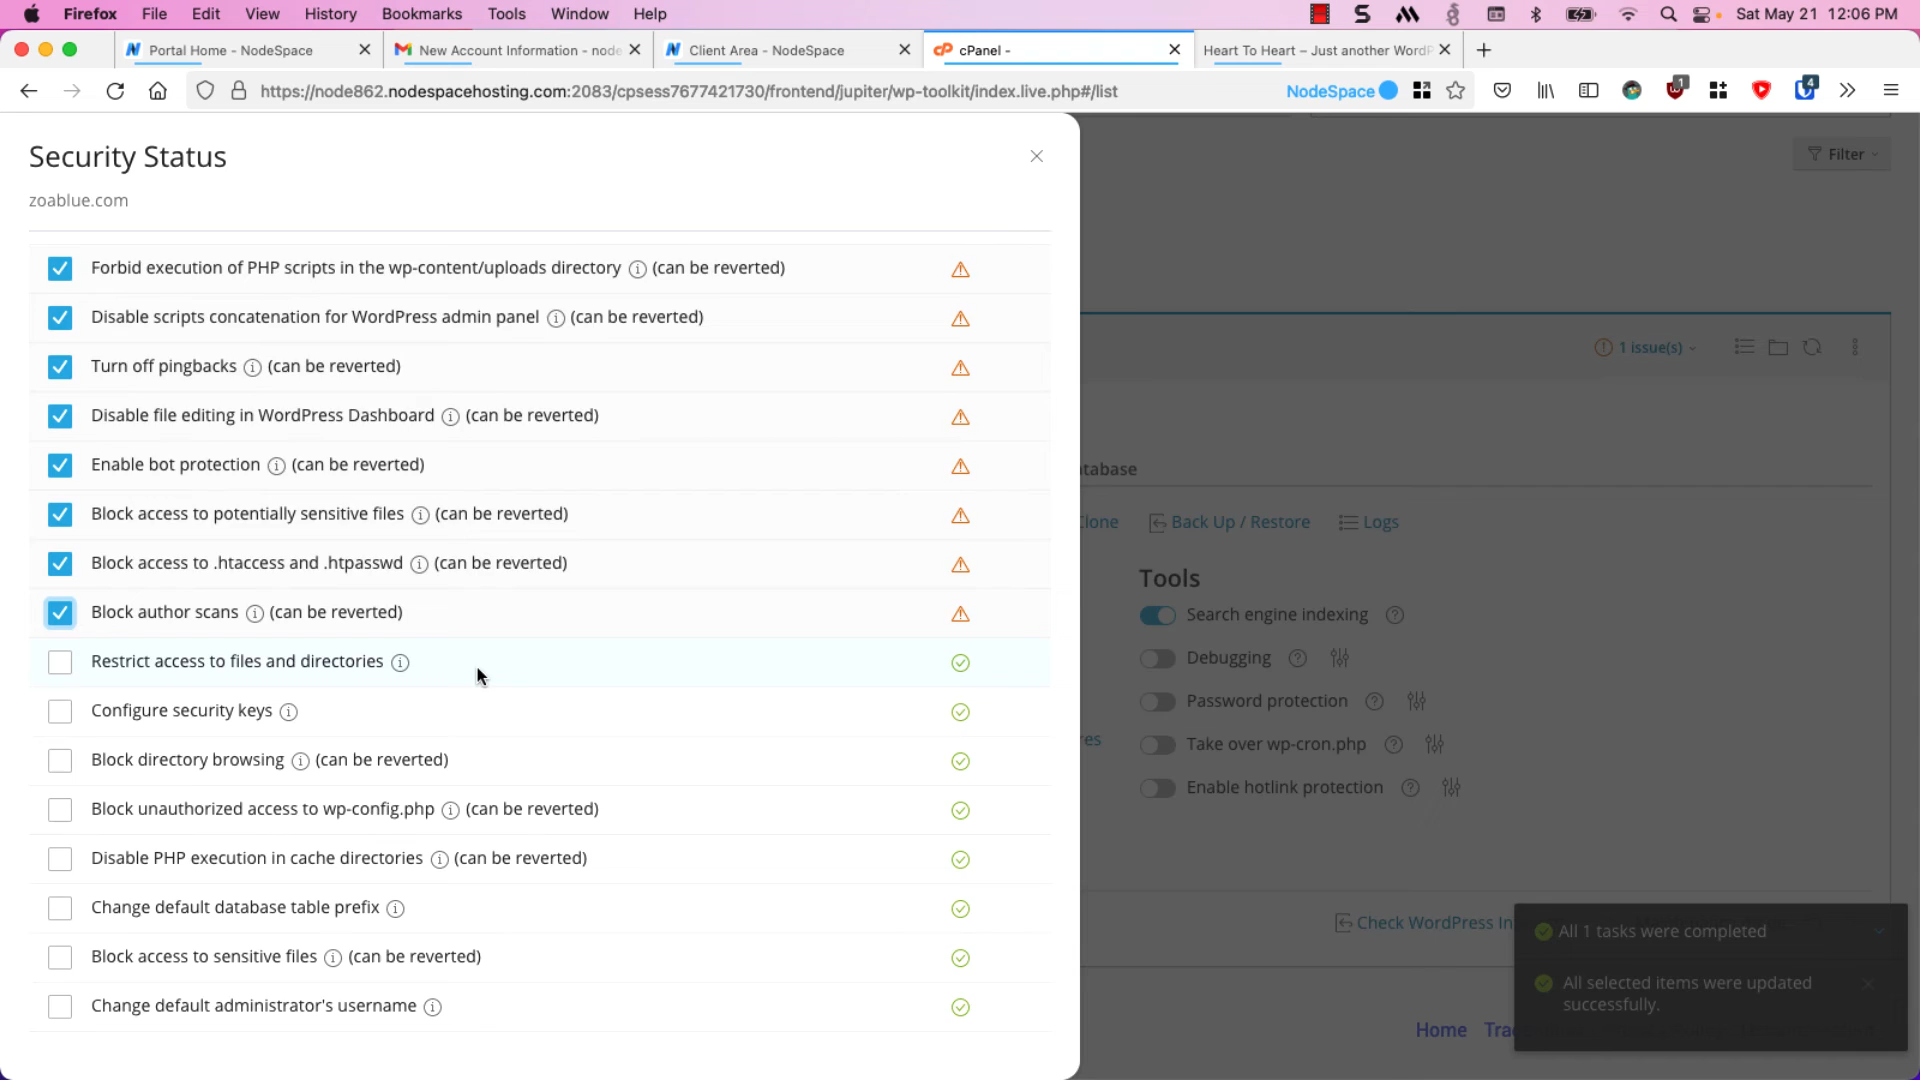 Firefox File Edit View History Bookmarks Tools Window Help Sat May 21 12:06 PM
Portal Home - NodeSpace New Account Information - node Client Area - NodeSpace cPanel - Heart To Heart – Just another WordP
https://node862.nodespacehosting.com:2083/cpsess7677421730/frontend/jupiter/wp-toolkit/index.live.php#/list NodeSpace 1 4
Security Status
zoablue.com
Filter
Forbid execution of PHP scripts in the wp-content/uploads directory (can be reverted)
Disable scripts concatenation for WordPress admin panel (can be reverted)
Turn off pingbacks (can be reverted)
Disable file editing in WordPress Dashboard (can be reverted)
Enable bot protection (can be reverted)
Block access to potentially sensitive files (can be reverted)
Block access to .htaccess and .htpasswd (can be reverted)
Block author scans (can be reverted)
Restrict access to files and directories
Configure security keys
Block directory browsing (can be reverted)
Block unauthorized access to wp-config.php (can be reverted)
Disable PHP execution in cache directories (can be reverted)
Change default database table prefix
Block access to sensitive files (can be reverted)
Change default administrator's username
1 issue(s)
tabase
Clone Back Up / Restore Logs
Tools
Search engine indexing
Debugging
Password protection
Take over wp-cron.php
Enable hotlink protection
res
Check WordPress In
All 1 tasks were completed
All selected items were updated
successfully.
Home Tra